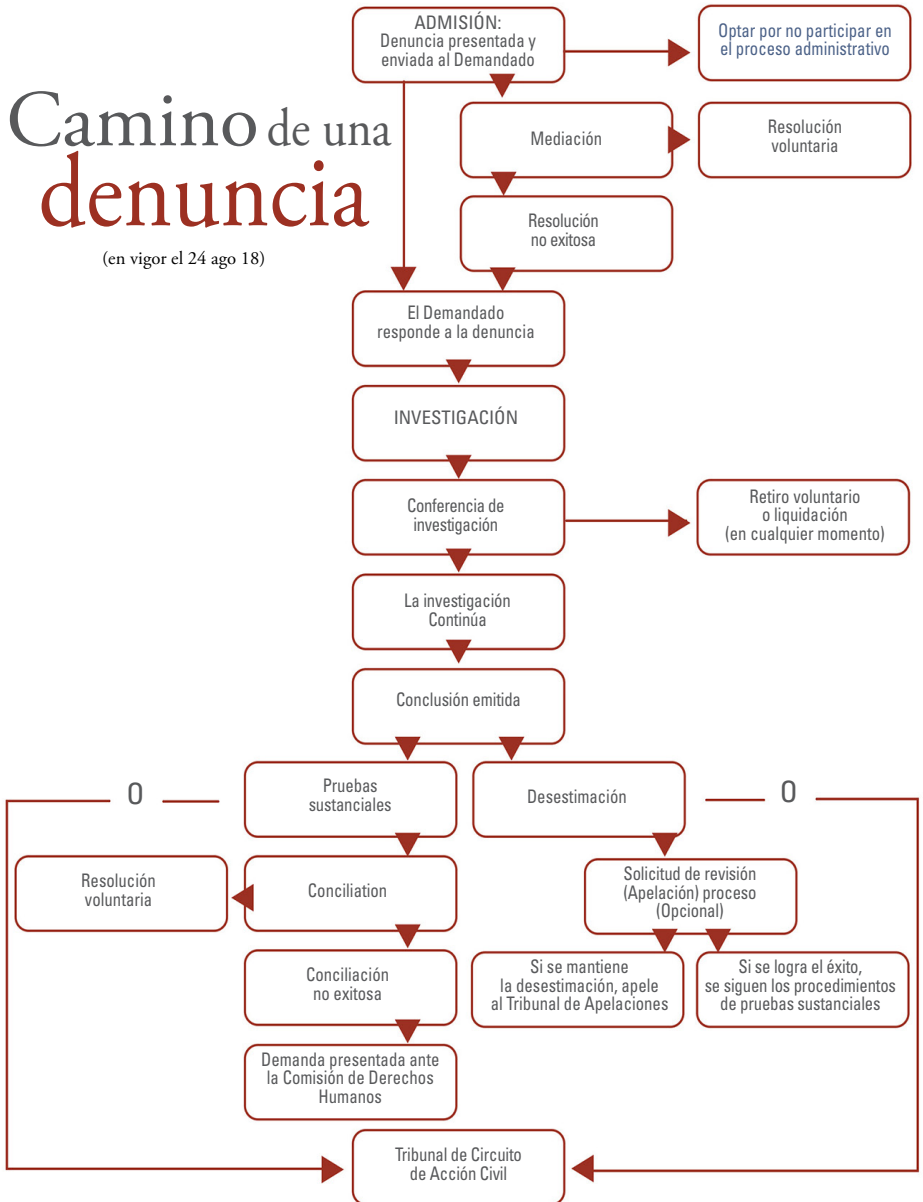 ADMISIÓN:
Denuncia presentada y
enviada al Demandado
Optar por no participar en
el proceso administrativo
Camino de una
denuncia
(en vigor el 24 ago 18)
Mediación
Resolución
voluntaria
Resolución
no exitosa
El Demandado
responde a la denuncia
INVESTIGACIÓN
Conferencia de
investigación
Retiro voluntario
o liquidación
(en cualquier momento)
La investigación
Continúa
Conclusión emitida
O
Pruebas
sustanciales
Desestimación
O
Resolución
voluntaria
Conciliation
Solicitud de revisión
(Apelación) proceso
(Opcional)
Conciliación
no exitosa
Si se mantiene
la desestimación, apele
al Tribunal de Apelaciones
Si se logra el éxito,
se siguen los procedimientos
de pruebas sustanciales
Demanda presentada ante
la Comisión de Derechos
Humanos
Tribunal de Circuito
de Acción Civil